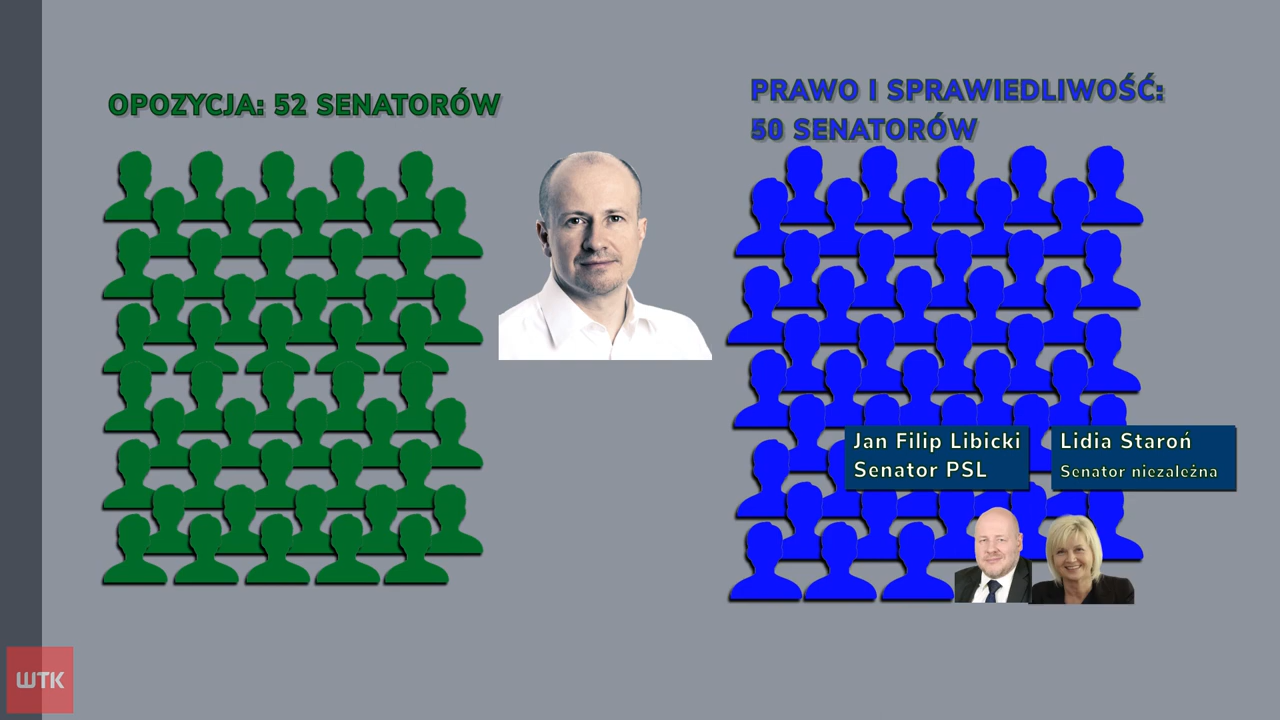 OPOZYCJA: 52 SENATORÓW
PRAWO I SPRAWIEDLIWOŚĆ:
50 SENATORÓW
Jan Filip Libicki
Senator PSL
Lidia Staroń
Senator niezależna
WTK